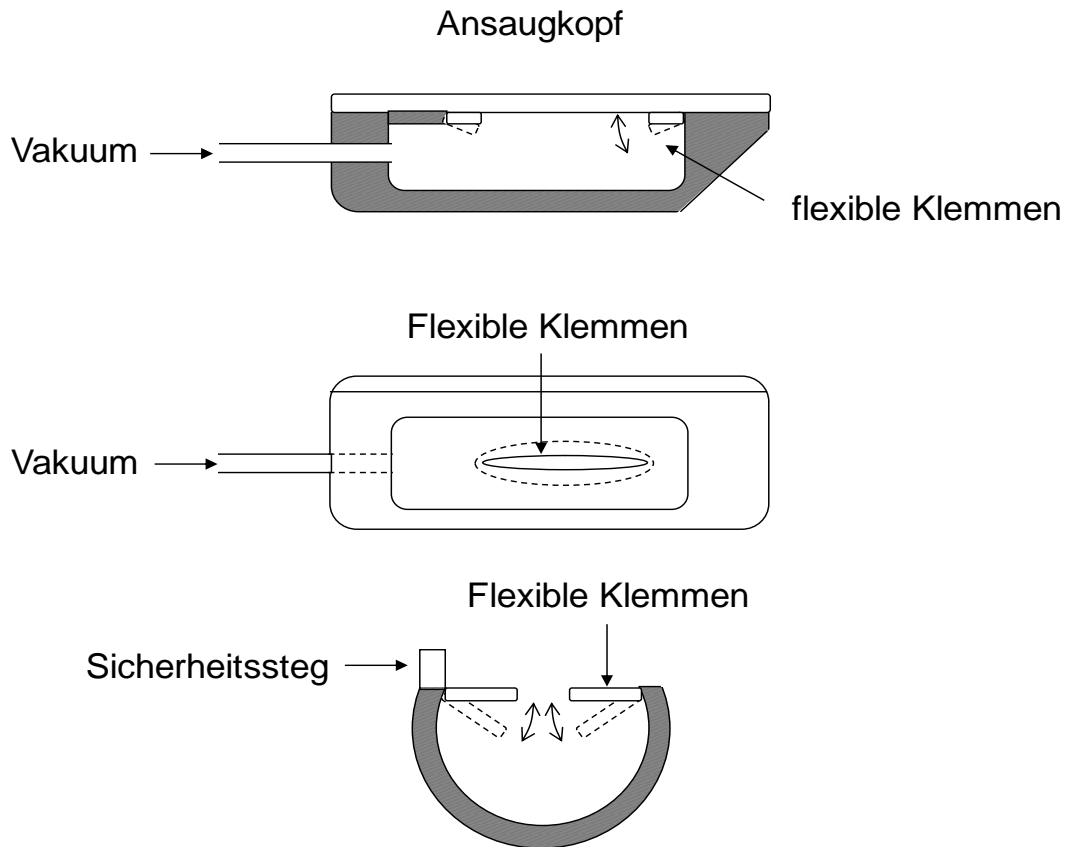 Ansaugkopf
Vakuum
flexible Klemmen
Flexible Klemmen
Vakuum
Flexible Klemmen
Sicherheitssteg